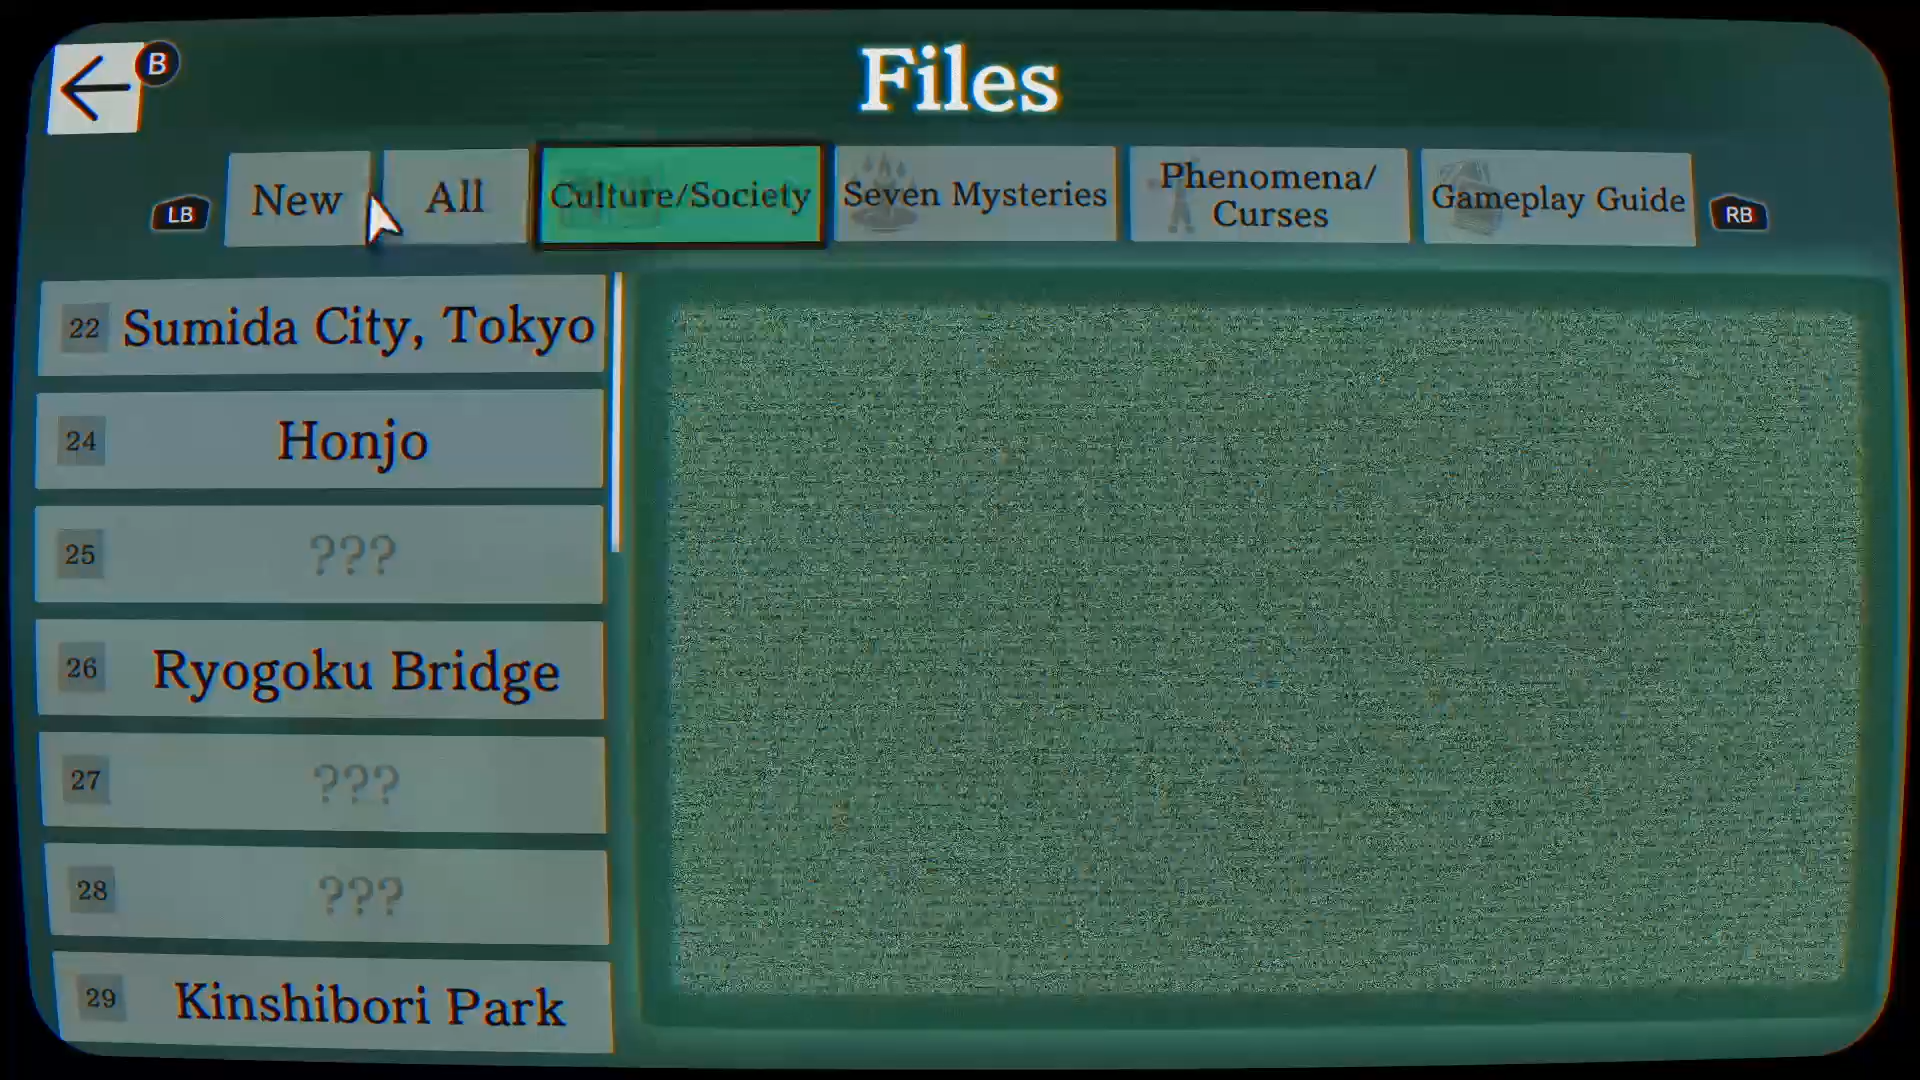 B
Files
LB
New
All
Culture/Society
Seven Mysteries
Phenomena/
Curses
Gameplay Guide
RB
22 Sumida City, Tokyo
24 Honjo
25 ???
26 Ryogoku Bridge
27 ???
28 ???
29 Kinshibori Park